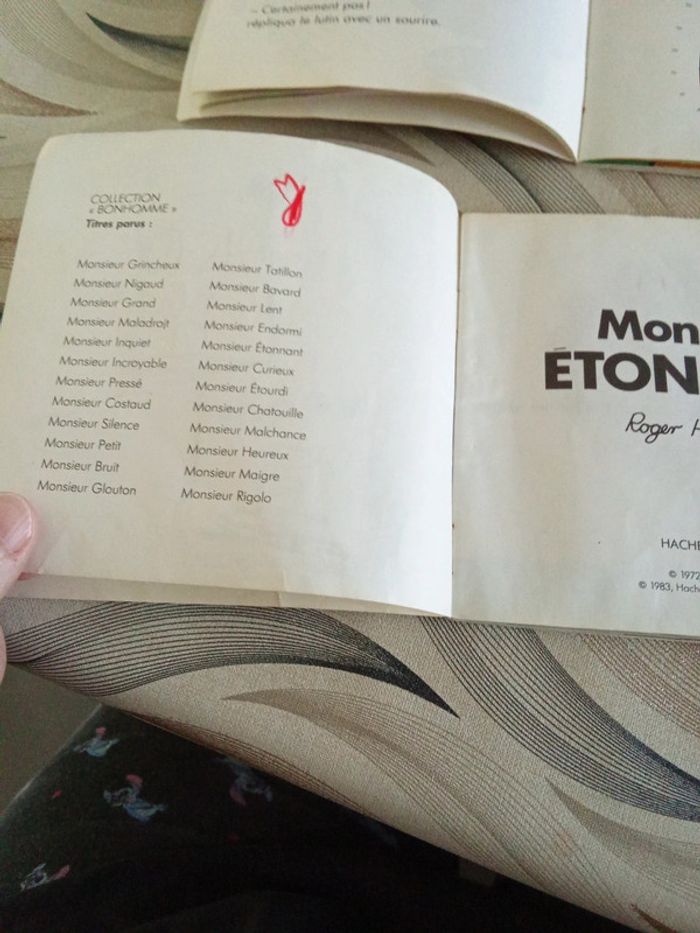 – Certainement pas !
répliqua le lutin avec un sourire.
COLLECTION
« BONHOMME »
Titres parus :
Monsieur Grincheux
Monsieur Nigaud
Monsieur Grand
Monsieur Maladroit
Monsieur Inquiet
Monsieur Incroyable
Monsieur Pressé
Monsieur Costaud
Monsieur Silence
Monsieur Petit
Monsieur Bruit
Monsieur Glouton
Monsieur Tatillon
Monsieur Bavard
Monsieur Lent
Monsieur Endormi
Monsieur Étonnant
Monsieur Curieux
Monsieur Étourdi
Monsieur Chatouille
Monsieur Malchance
Monsieur Heureux
Monsieur Maigre
Monsieur Rigolo
Mon
ÉTON
Roger H
HACHE
© 1972
© 1983, Hache